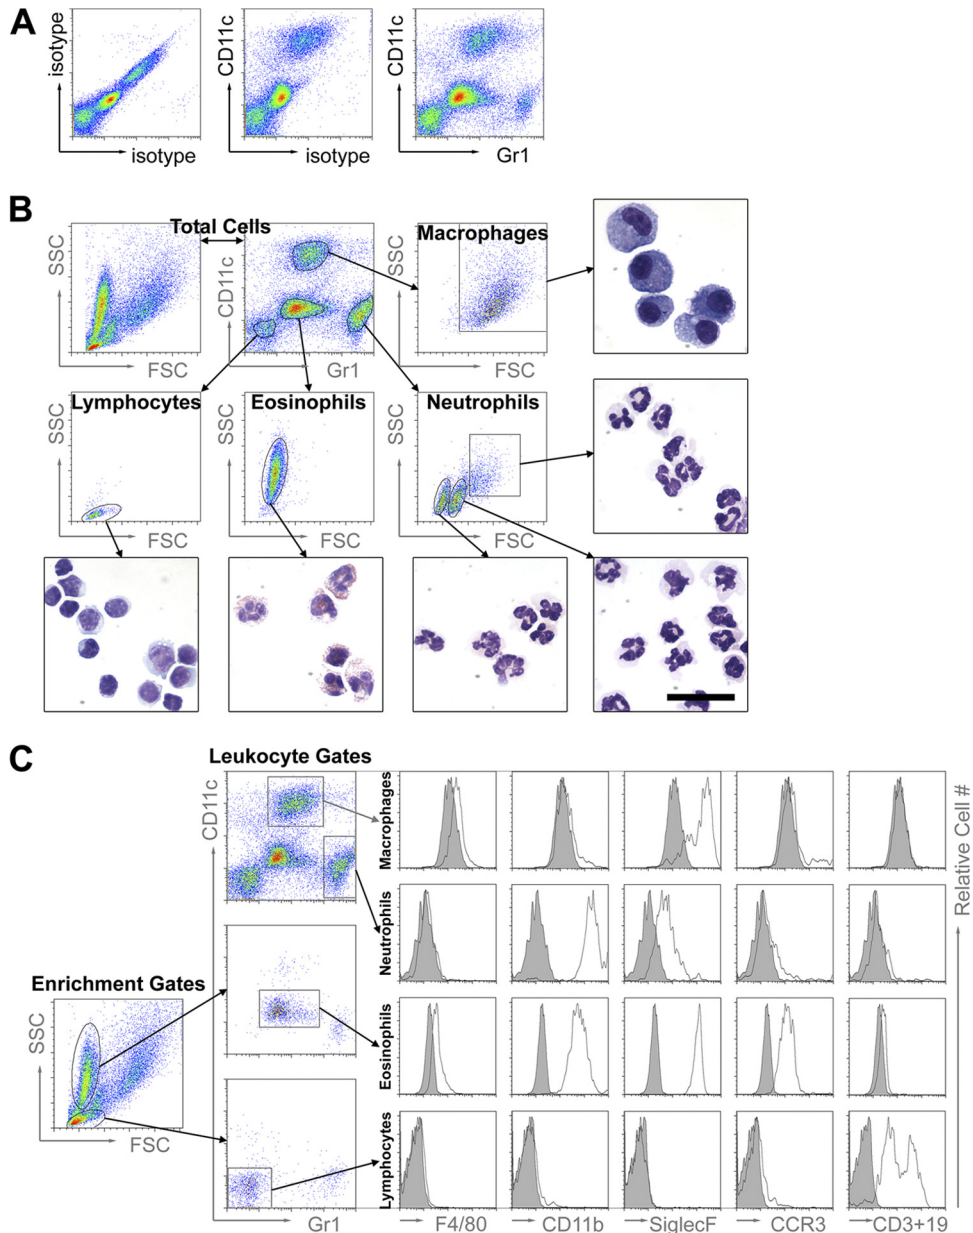 A
isotype
isotype
CD11c
isotype
CD11c
Gr1
B
Total Cells
SSC
FSC
CD11c
Gr1
Macrophages
SSC
FSC
Lymphocytes
SSC
FSC
Eosinophils
SSC
FSC
Neutrophils
SSC
FSC
C
Leukocyte Gates
CD11c
Gr1
Enrichment Gates
SSC
FSC
Macrophages
Neutrophils
Eosinophils
Lymphocytes
Relative Cell #
F4/80
CD11b
SiglecF
CCR3
CD3+19